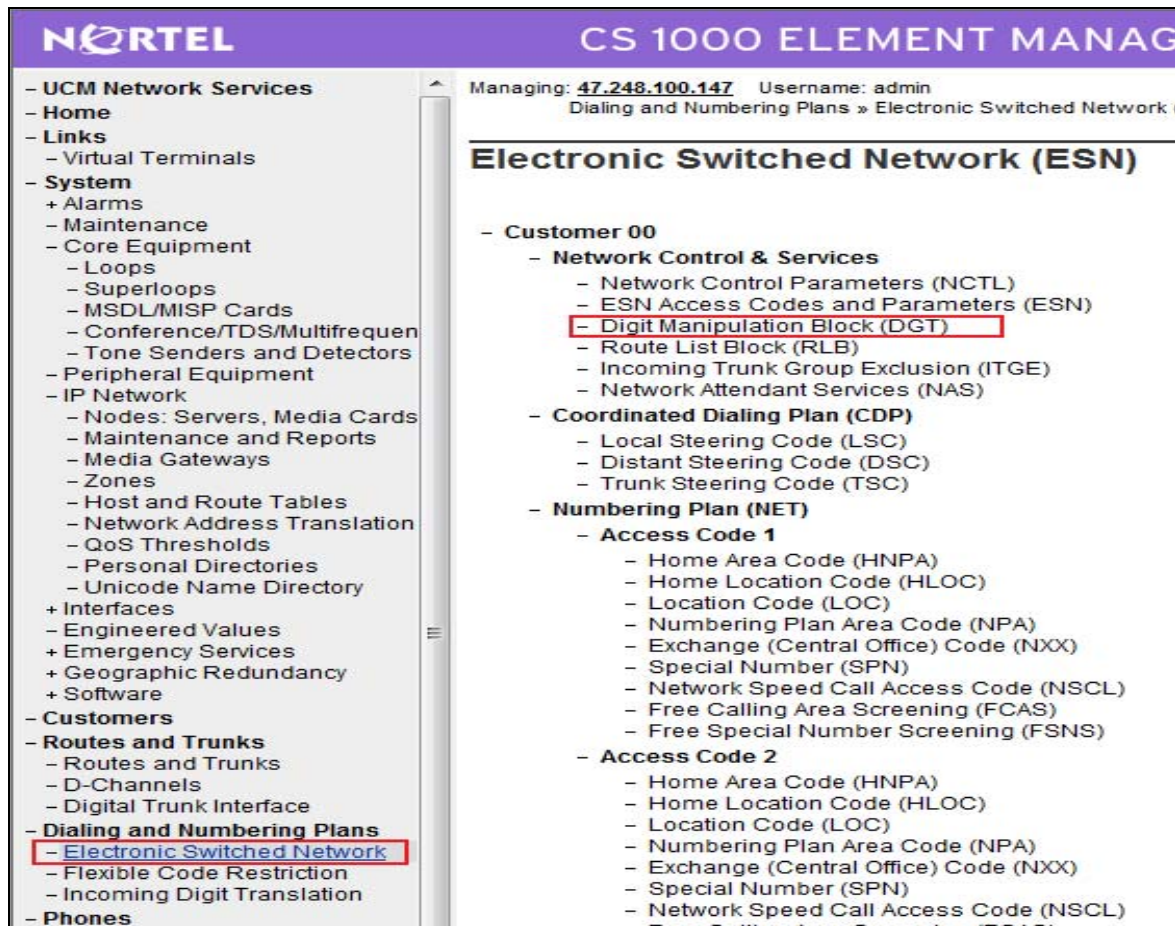 NORTEL
CS 1000 ELEMENT MANAG
– UCM Network Services
– Home
– Links
– Virtual Terminals
– System
+ Alarms
– Maintenance
– Core Equipment
– Loops
– Superloops
– MSDL/MISP Cards
– Conference/TDS/Multifrequen
– Tone Senders and Detectors
– Peripheral Equipment
– IP Network
– Nodes: Servers, Media Cards
– Maintenance and Reports
– Media Gateways
– Zones
– Host and Route Tables
– Network Address Translation
– QoS Thresholds
– Personal Directories
– Unicode Name Directory
+ Interfaces
– Engineered Values
+ Emergency Services
+ Geographic Redundancy
+ Software
– Customers
– Routes and Trunks
– Routes and Trunks
– D-Channels
– Digital Trunk Interface
– Dialing and Numbering Plans
– Electronic Switched Network
– Flexible Code Restriction
– Incoming Digit Translation
– Phones
Managing: 47.248.100.147 Username: admin
Dialing and Numbering Plans » Electronic Switched Network (
Electronic Switched Network (ESN)
– Customer 00
– Network Control & Services
– Network Control Parameters (NCTL)
– ESN Access Codes and Parameters (ESN)
– Digit Manipulation Block (DGT)
– Route List Block (RLB)
– Incoming Trunk Group Exclusion (ITGE)
– Network Attendant Services (NAS)
– Coordinated Dialing Plan (CDP)
– Local Steering Code (LSC)
– Distant Steering Code (DSC)
– Trunk Steering Code (TSC)
– Numbering Plan (NET)
– Access Code 1
– Home Area Code (HNPA)
– Home Location Code (HLOC)
– Location Code (LOC)
– Numbering Plan Area Code (NPA)
– Exchange (Central Office) Code (NXX)
– Special Number (SPN)
– Network Speed Call Access Code (NSCL)
– Free Calling Area Screening (FCAS)
– Free Special Number Screening (FSNS)
– Access Code 2
– Home Area Code (HNPA)
– Home Location Code (HLOC)
– Location Code (LOC)
– Numbering Plan Area Code (NPA)
– Exchange (Central Office) Code (NXX)
– Special Number (SPN)
– Network Speed Call Access Code (NSCL)